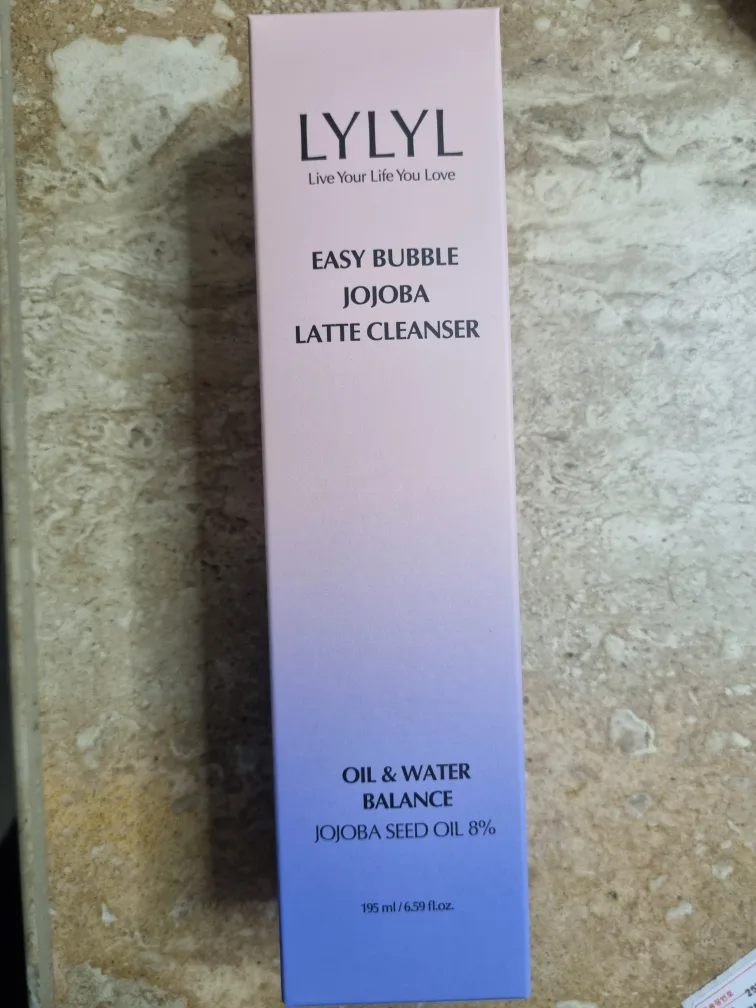 LYLYL
Live Your Life You Love
EASY BUBBLE
JOJOBA
LATTE CLEANSER
OIL & WATER
BALANCE
JOJOBA SEED OIL 8%
195 ml / 6.59 fl.oz.